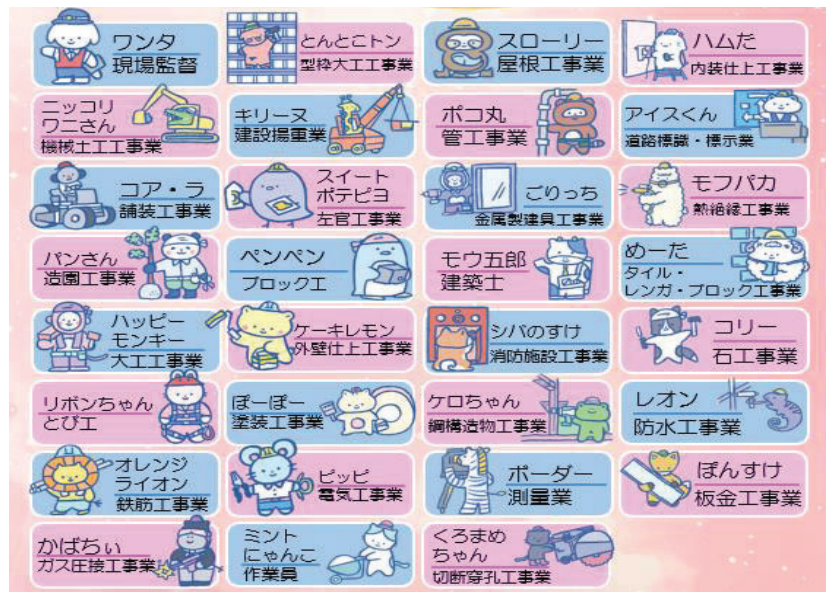 ワンタ
現場監督
とんとこトン
型枠大工工事業
スローリー
屋根工事業
ハムだ
内装仕上工事業
ニッコリ
ワニさん
機械土工工事業
キリーヌ
建設揚重業
ポコ丸
管工事業
アイスくん
道路標識・標示業
コア・ラ
舗装工事業
スイート
ポテピヨ
左官工事業
ごりっち
金属製建具工事業
モフパカ
熱絶縁工事業
パンさん
造園工事業
ペンペン
ブロック工
モウ五郎
建築士
めーだ
タイル・
レンガ・ブロック工事業
ハッピー
モンキー
大工工事業
ケーキレモン
外壁仕上工事業
シバのすけ
消防施設工事業
コリー
石工事業
リボンちゃん
とび工
ぽーぽー
塗装工事業
ケロちゃん
鋼構造物工事業
レオン
防水工事業
オレンジ
ライオン
鉄筋工事業
ピッピ
電気工事業
ボーダー
測量業
ぽんすけ
板金工事業
かばちぃ
ガス圧接工事業
ミント
にゃんこ
作業員
くろまめ
ちゃん
切断穿孔工事業